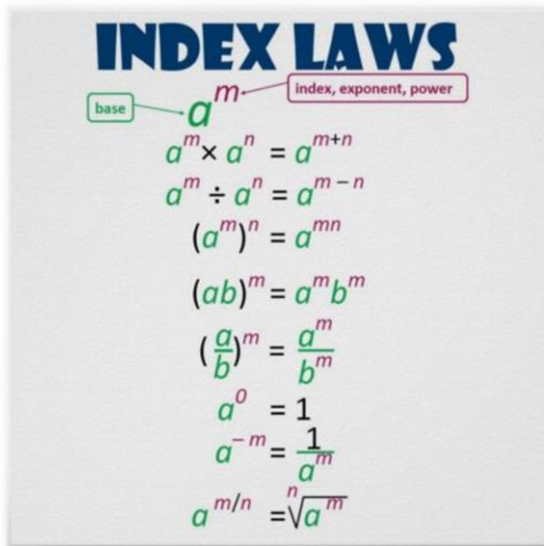 INDEX LAWS
index, exponent, power
base
a^m
a^m × a^n = a^{m+n}
a^m ÷ a^n = a^{m – n}
(a^m)^n = a^{mn}
(ab)^m = a^m b^m
(a/b)^m = a^m/b^m
a^0 = 1
a^{–m} = 1/a^m
a^{m/n} = ⁿ√(a^m)